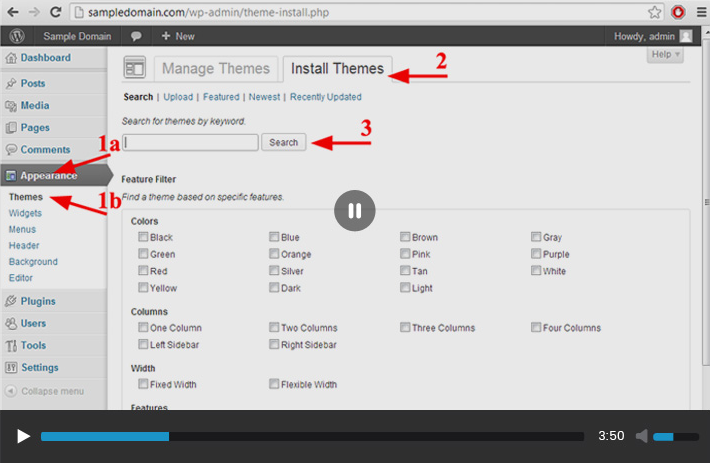 sampledomain.com/wp-admin/theme-install.php
Sample Domain + New Howdy, admin
Help
Dashboard
Posts
Media
Pages
Comments
Appearance
Themes
Widgets
Menus
Header
Background
Editor
Plugins
Users
Tools
Settings
Collapse menu
1a
1b
Manage Themes Install Themes
2
Search | Upload | Featured | Newest | Recently Updated
Search for themes by keyword.
Search
3
Feature Filter
Find a theme based on specific features.
Colors
Black Blue Brown Gray
Green Orange Pink Purple
Red Silver Tan White
Yellow Dark Light
Columns
One Column Two Columns Three Columns Four Columns
Left Sidebar Right Sidebar
Width
Fixed Width Flexible Width
Features
3:50